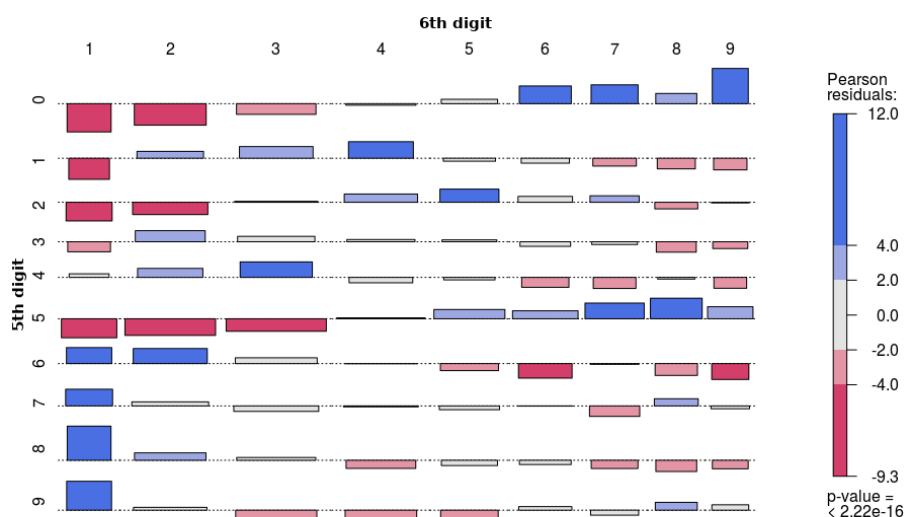 6th digit
1 2 3 4 5 6 7 8 9
5th digit
0
1
2
3
4
5
6
7
8
9
Pearson
residuals:
12.0
4.0
2.0
0.0
-2.0
-4.0
-9.3
p-value =
< 2.22e-16